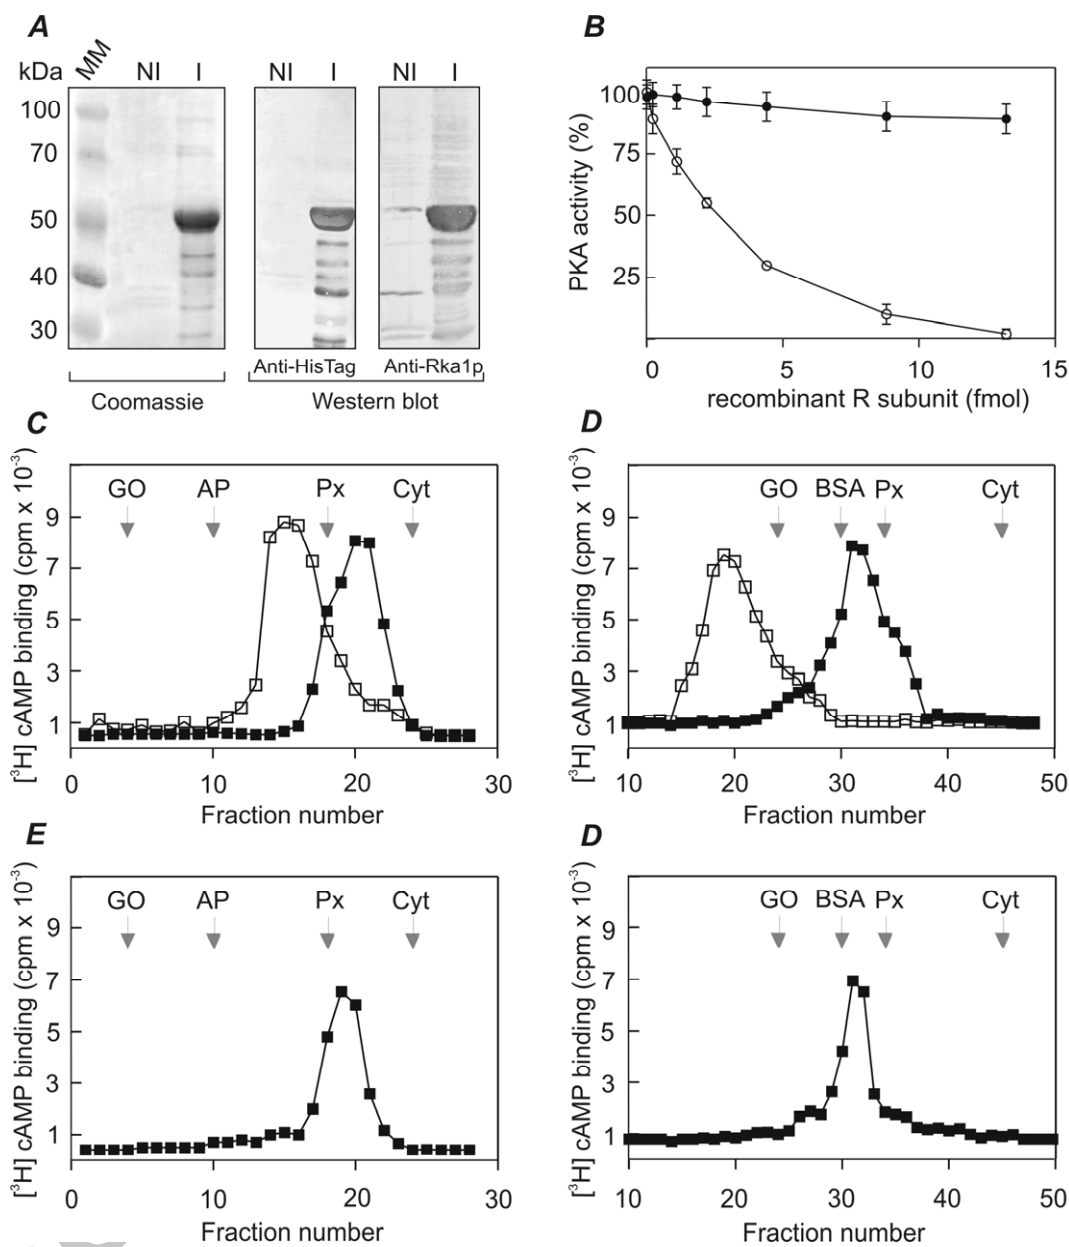 A
B
kDa
MM
NI
I
NI
I
NI
I
100
70
50
40
30
Anti-HisTag
Anti-Rka1p
Coomassie
Western blot
PKA activity (%)
100
75
50
25
0
5
10
15
recombinant R subunit (fmol)
C
[³H] cAMP binding (cpm x 10⁻³)
GO
AP
Px
Cyt
9
7
5
3
1
0
10
20
30
Fraction number
D
[³H] cAMP binding (cpm x 10⁻³)
GO
BSA
Px
Cyt
9
7
5
3
1
10
20
30
40
50
Fraction number
E
[³H] cAMP binding (cpm x 10⁻³)
GO
AP
Px
Cyt
9
7
5
3
1
0
10
20
30
Fraction number
D
[³H] cAMP binding (cpm x 10⁻³)
GO
BSA
Px
Cyt
9
7
5
3
1
10
20
30
40
50
Fraction number